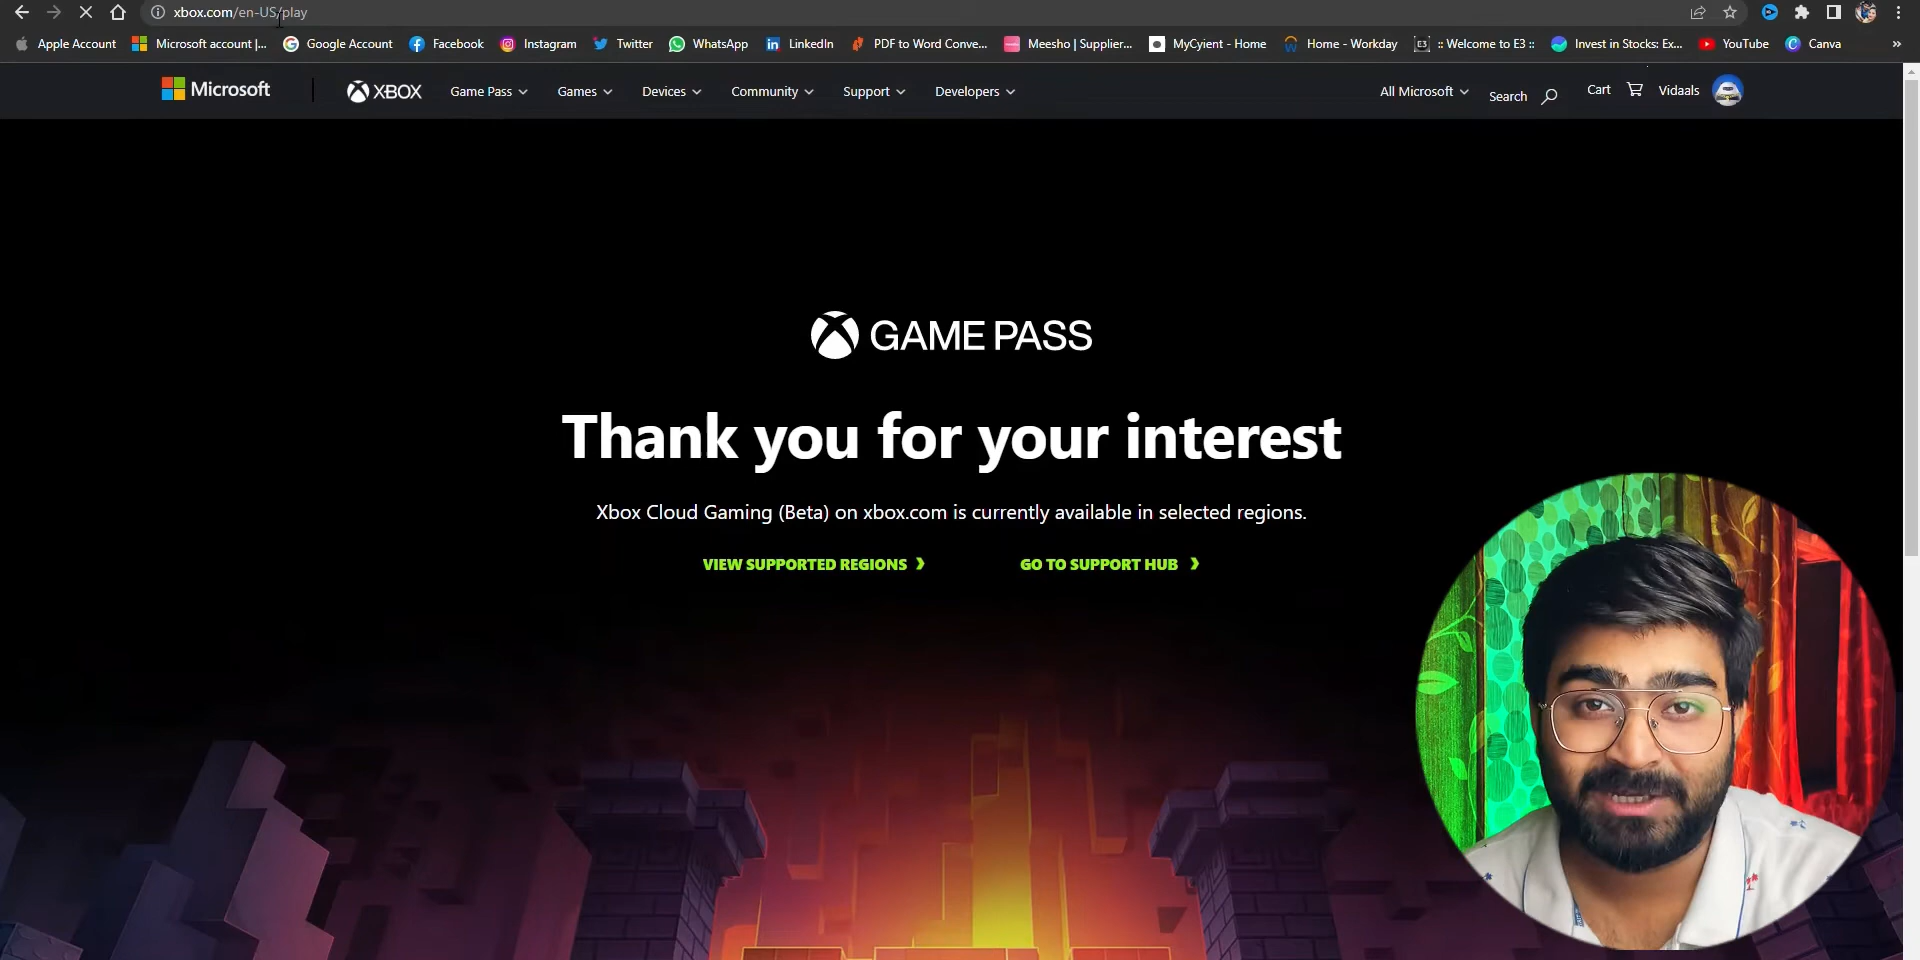 xbox.com/en-US/play
Apple Account Microsoft account |... Google Account Facebook Instagram Twitter WhatsApp LinkedIn PDF to Word Conve... Meesho | Supplier... MyCyient - Home Home - Workday E3 :: Welcome to E3 :: Invest in Stocks: Ex... YouTube Canva »
Microsoft XBOX Game Pass Games Devices Community Support Developers All Microsoft Search Cart Vidaals
GAME PASS
Thank you for your interest
Xbox Cloud Gaming (Beta) on xbox.com is currently available in selected regions.
VIEW SUPPORTED REGIONS GO TO SUPPORT HUB